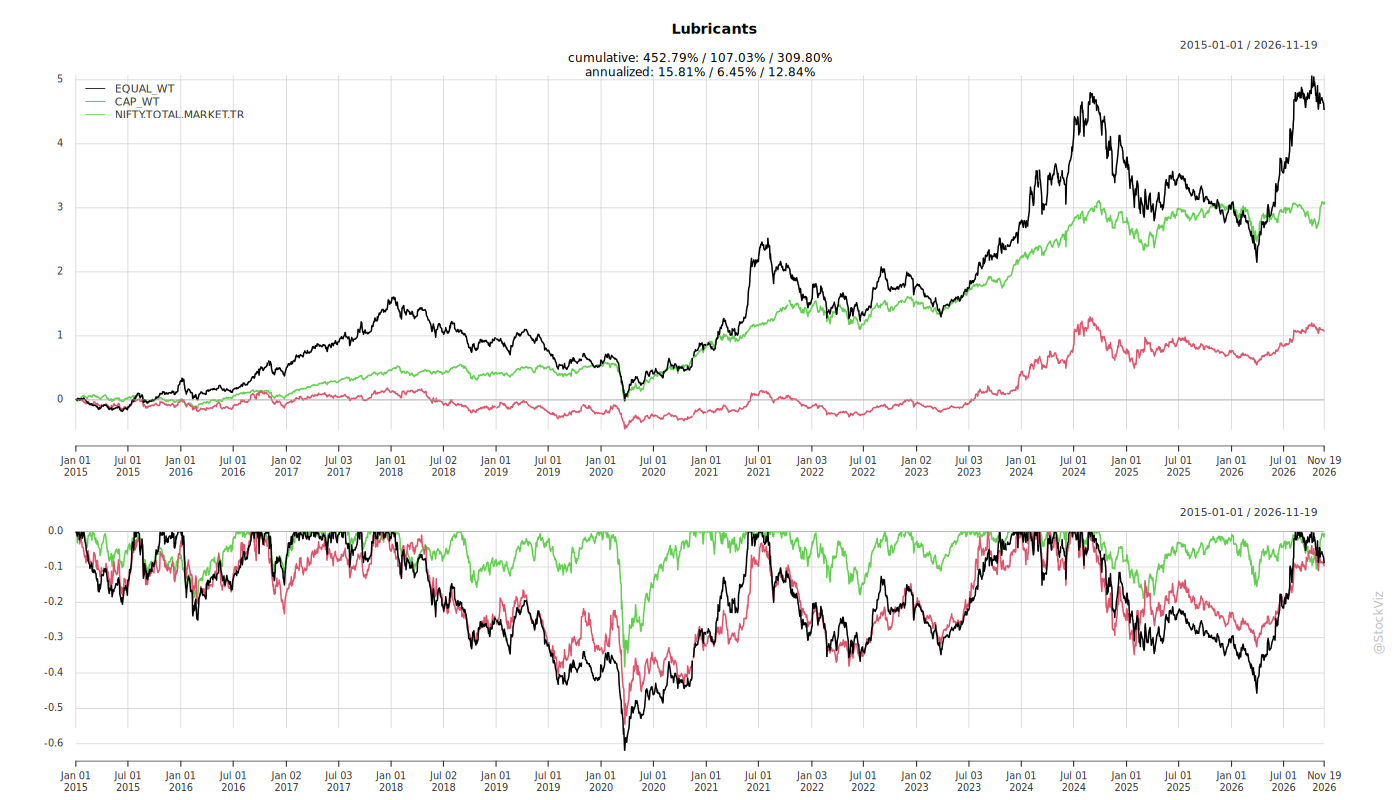 Lubricants
2015-01-01 / 2026-11-19
cumulative: 452.79% / 107.03% / 309.80%
annualized: 15.81% / 6.45% / 12.84%
EQUAL_WT
CAP_WT
NIFTY.TOTAL.MARKET.TR
5
4
3
2
1
0
Jan 01 Jul 01 Jan 01 Jul 01 Jan 02 Jul 03 Jan 01 Jul 02 Jan 01 Jul 01 Jan 01 Jul 01 Jan 01 Jul 01 Jan 03 Jul 01 Jan 02 Jul 03 Jan 01 Jul 01 Jan 01 Jul 01 Jan 01 Jul 01 Nov 19
2015 2015 2016 2016 2017 2017 2018 2018 2019 2019 2020 2020 2021 2021 2022 2022 2023 2023 2024 2024 2025 2025 2026 2026 2026
2015-01-01 / 2026-11-19
0.0
-0.1
-0.2
-0.3
-0.4
-0.5
-0.6
Jan 01 Jul 01 Jan 01 Jul 01 Jan 02 Jul 03 Jan 01 Jul 02 Jan 01 Jul 01 Jan 01 Jul 01 Jan 01 Jul 01 Jan 03 Jul 01 Jan 02 Jul 03 Jan 01 Jul 01 Jan 01 Jul 01 Jan 01 Jul 01 Nov 19
2015 2015 2016 2016 2017 2017 2018 2018 2019 2019 2020 2020 2021 2021 2022 2022 2023 2023 2024 2024 2025 2025 2026 2026 2026
@StockViz